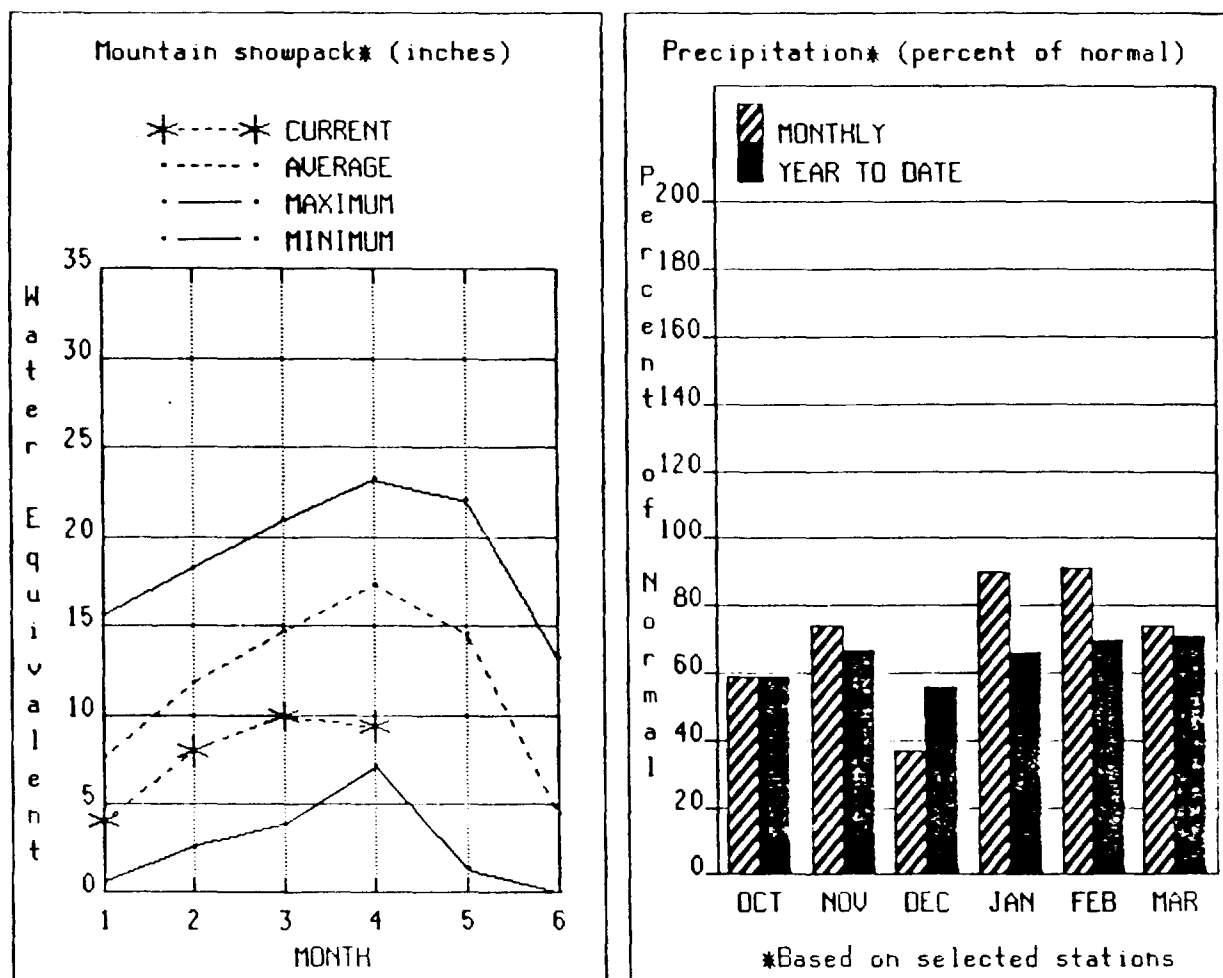 Mountain snowpack* (inches)
CURRENT
AVERAGE
MAXIMUM
MINIMUM
Water Equivalent
35
30
25
20
15
10
5
0
1 2 3 4 5 6
MONTH
Precipitation* (percent of normal)
MONTHLY
YEAR TO DATE
Percent of Normal
200
180
160
140
120
100
80
60
40
20
0
OCT NOV DEC JAN FEB MAR
*Based on selected stations